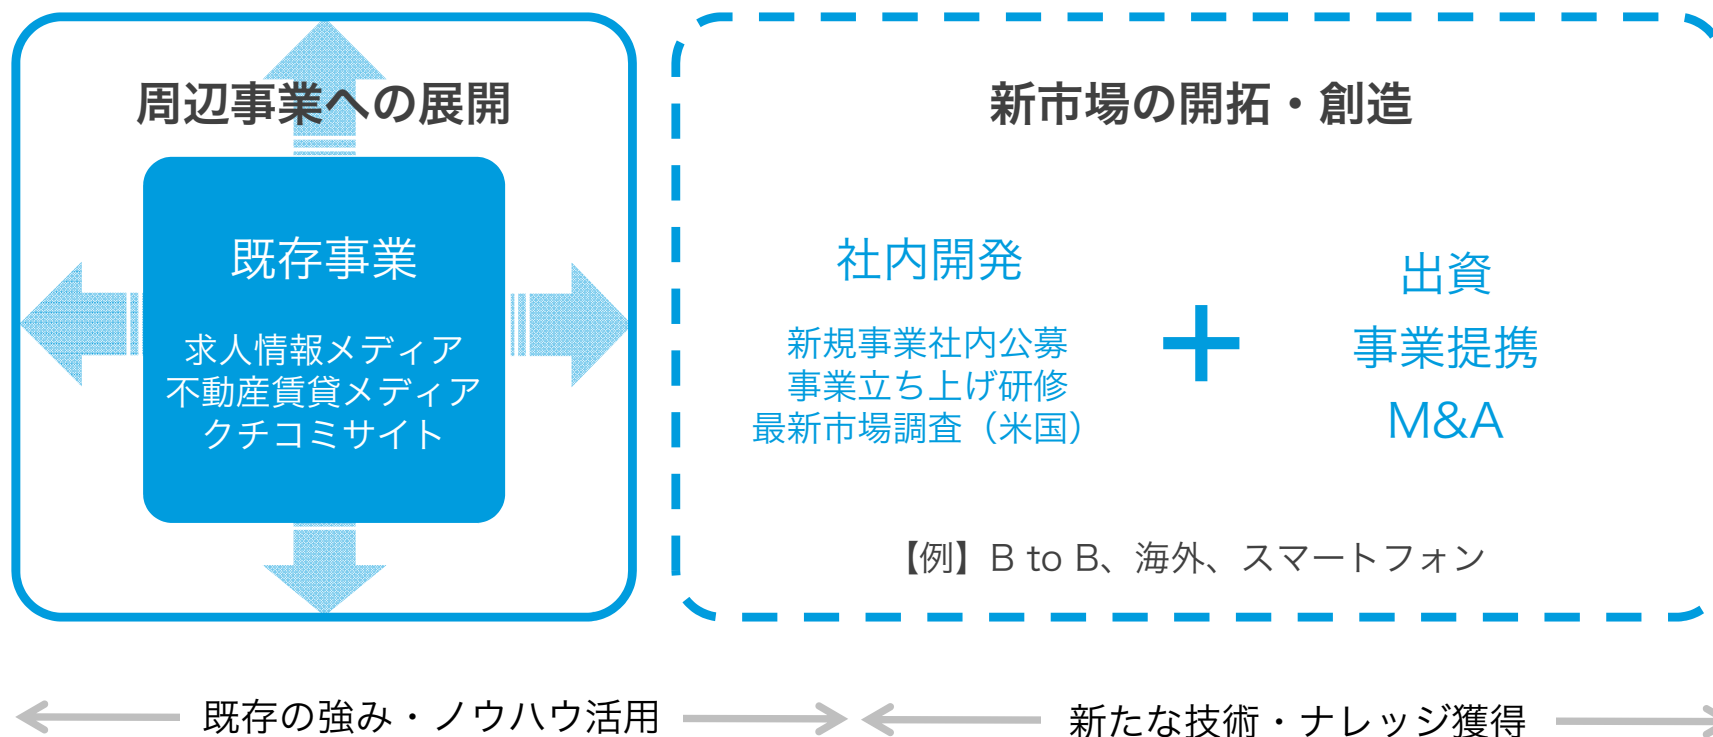 周辺事業への展開
既存事業
求人情報メディア
不動産賃貸メディア
クチコミサイト
新市場の開拓・創造
社内開発
新規事業社内公募
事業立ち上げ研修
最新市場調査（米国）
＋
出資
事業提携
M&A
【例】B to B、海外、スマートフォン
既存の強み・ノウハウ活用
新たな技術・ナレッジ獲得